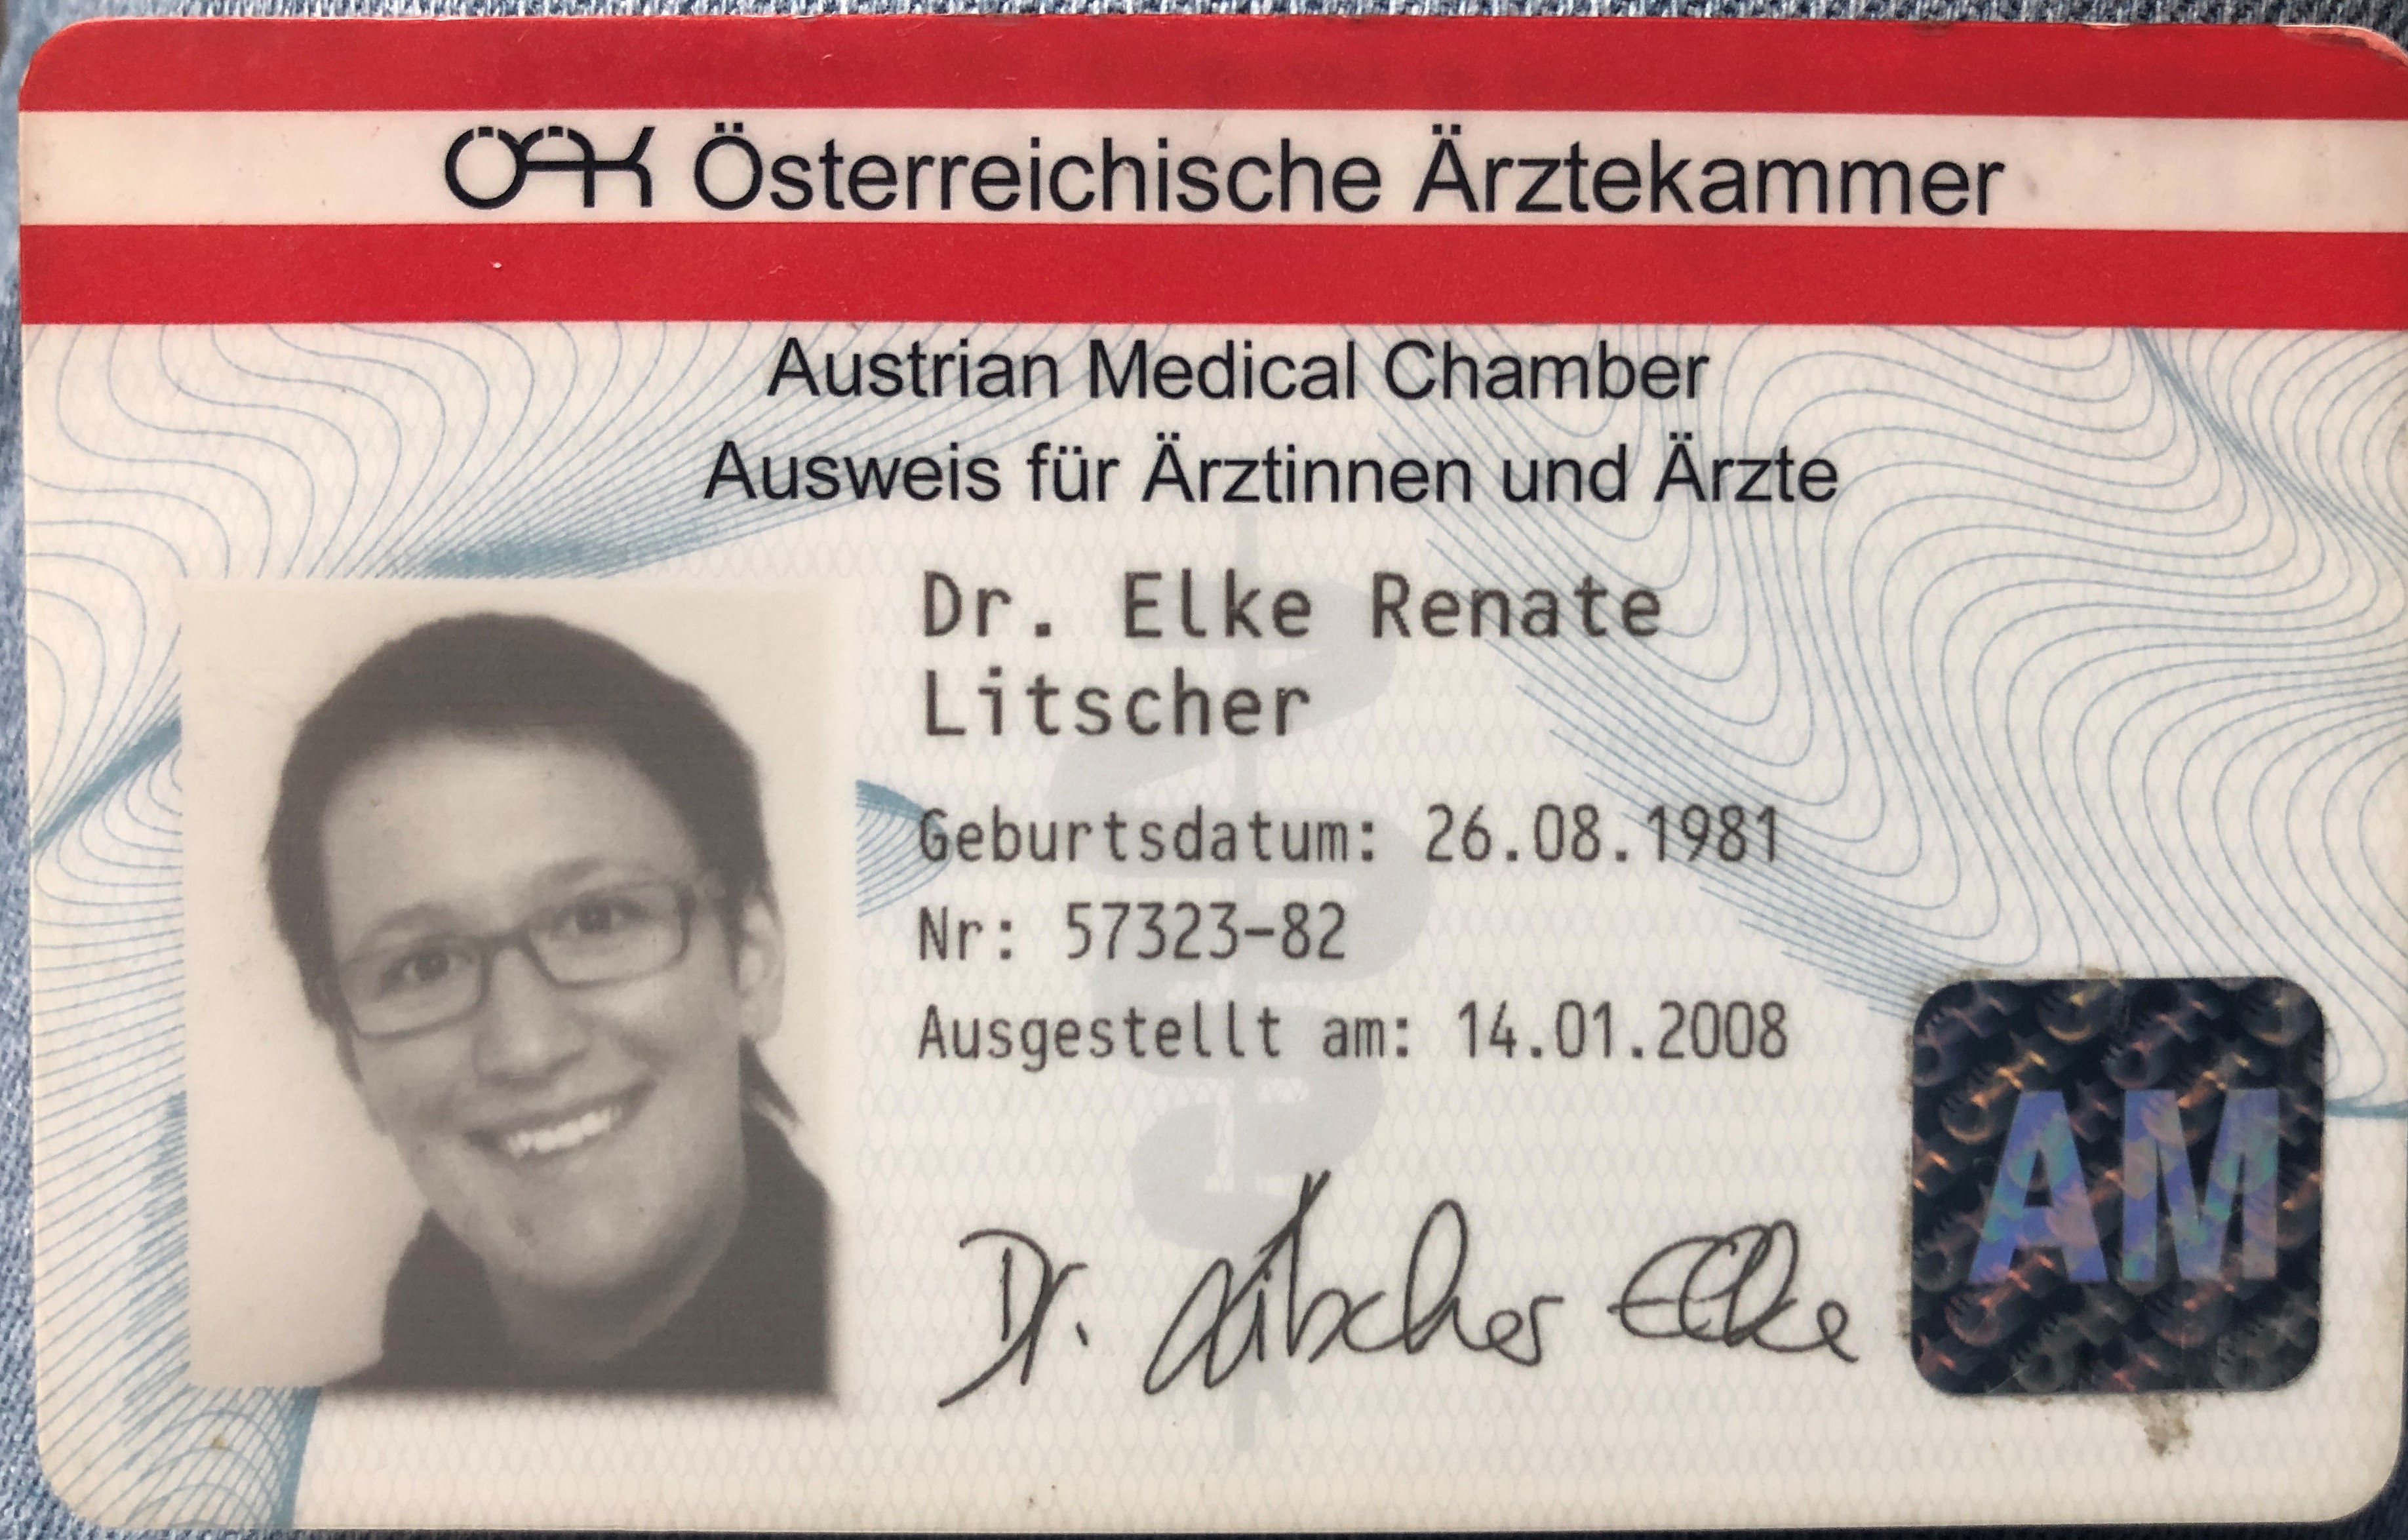 ÖÄK Österreichische Ärztekammer
Austrian Medical Chamber
Ausweis für Ärztinnen und Ärzte
Dr. Elke Renate
Litscher
Geburtsdatum: 26.08.1981
Nr: 57323-82
Ausgestellt am: 14.01.2008
Dr. Litscher Elke
AM